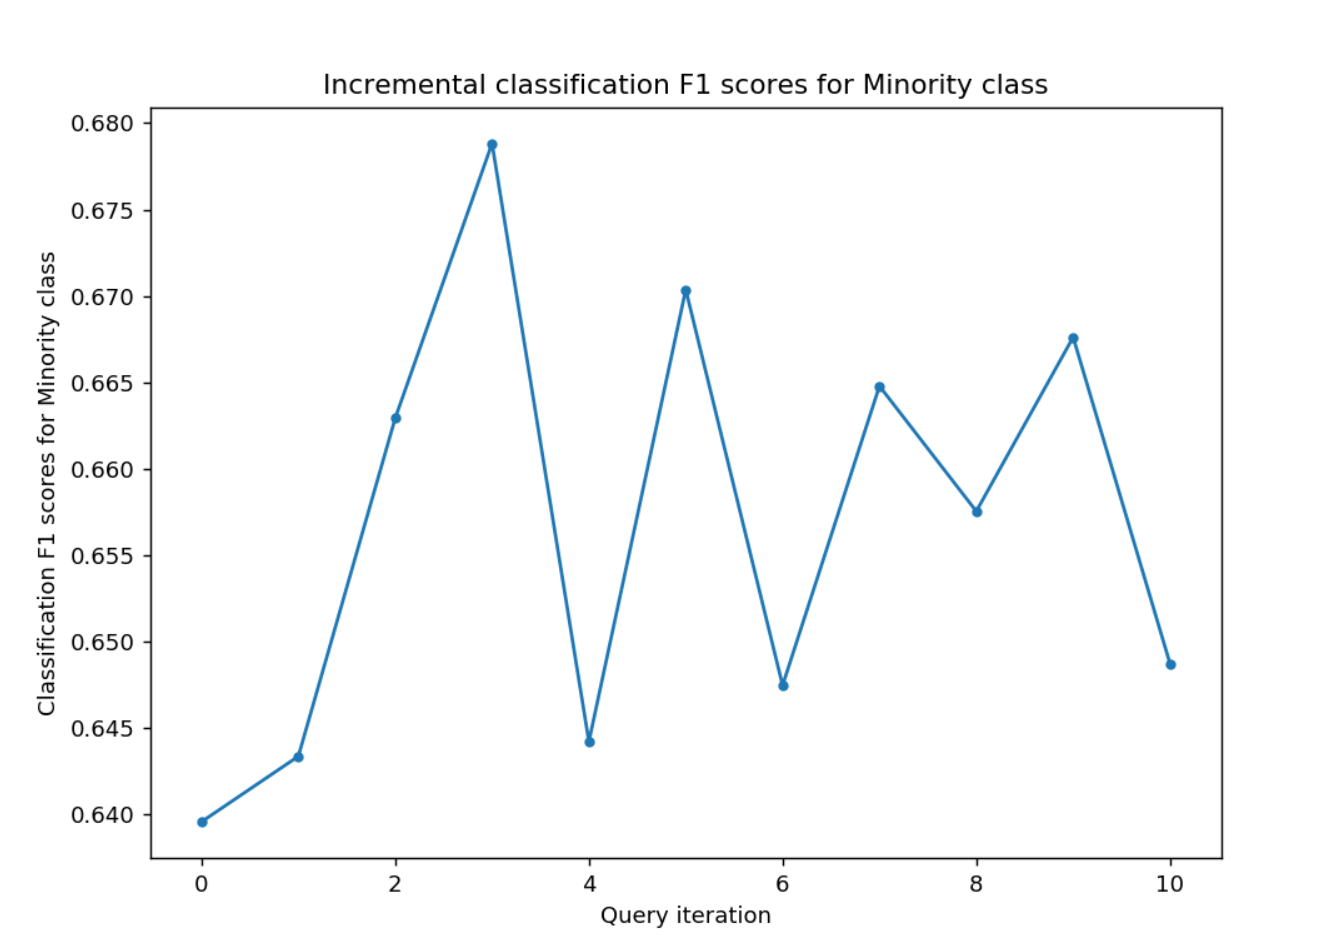 Incremental classification F1 scores for Minority class
Classification F1 scores for Minority class
0.680
0.675
0.670
0.665
0.660
0.655
0.650
0.645
0.640
0 2 4 6 8 10
Query iteration